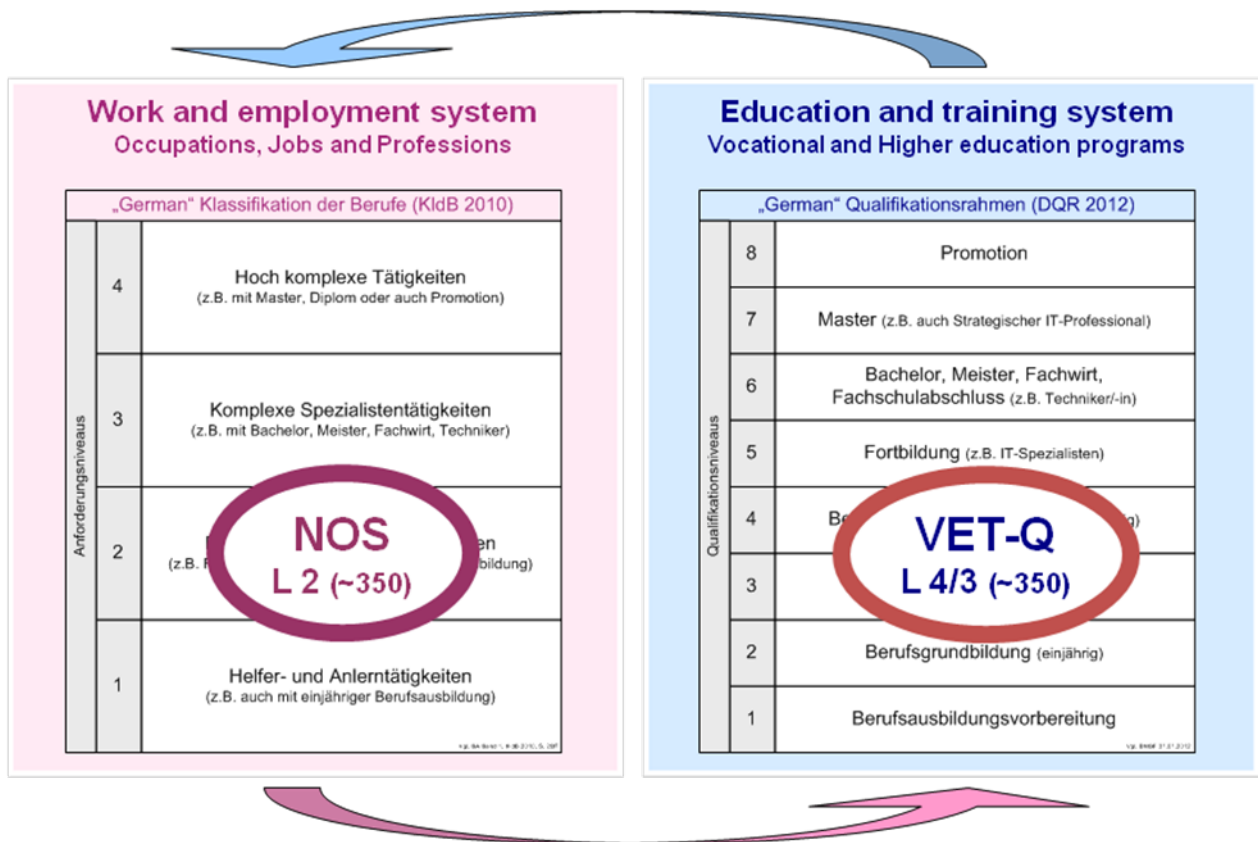 Work and employment system
Occupations, Jobs and Professions
„German“ Klassifikation der Berufe (KldB 2010)
Anforderungsniveaus
4
Hoch komplexe Tätigkeiten
(z.B. mit Master, Diplom oder auch Promotion)
3
Komplexe Spezialistentätigkeiten
(z.B. mit Bachelor, Meister, Fachwirt, Techniker)
2
(z.B.
bildung)
NOS
L 2 (~350)
1
Helfer- und Anlerntätigkeiten
(z.B. auch mit einjähriger Berufsausbildung)
Education and training system
Vocational and Higher education programs
„German“ Qualifikationsrahmen (DQR 2012)
Qualifikationsniveaus
8
Promotion
7
Master (z.B. auch Strategischer IT-Professional)
6
Bachelor, Meister, Fachwirt,
Fachschulabschluss (z.B. Techniker/-in)
5
Fortbildung (z.B. IT-Spezialisten)
4
3
VET-Q
L 4/3 (~350)
2
Berufsgrundbildung (einjährig)
1
Berufsausbildungsvorbereitung